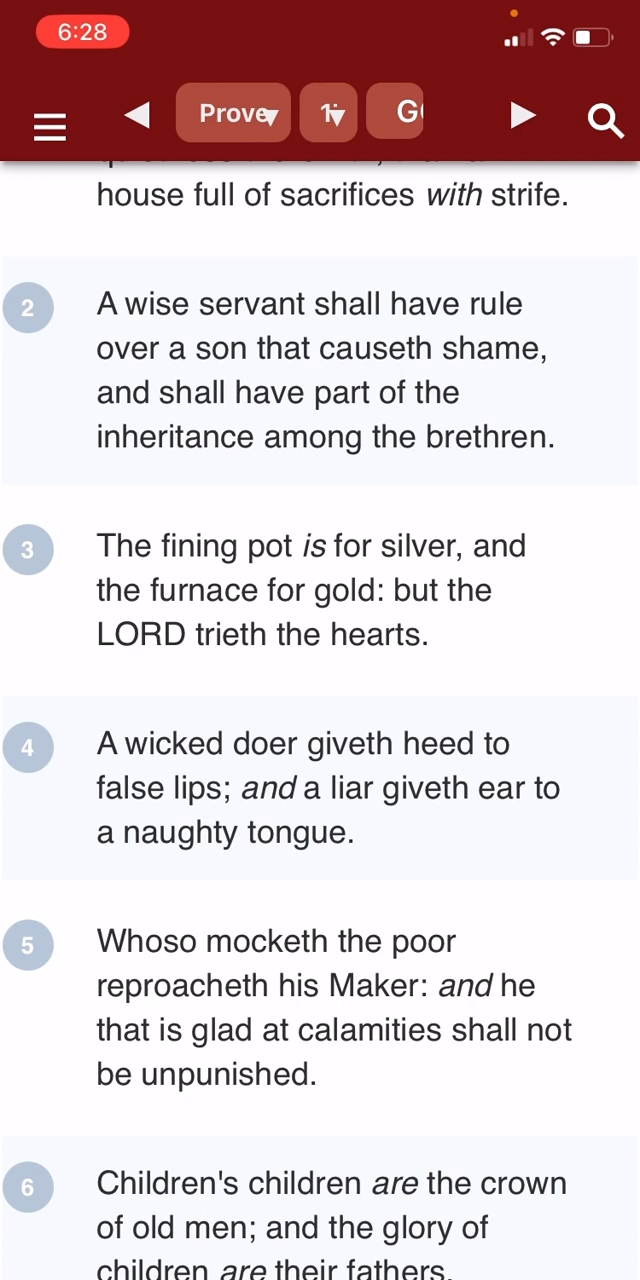 6:28
Prove
G
house full of sacrifices with strife.
2
A wise servant shall have rule
over a son that causeth shame,
and shall have part of the
inheritance among the brethren.
3
The fining pot is for silver, and
the furnace for gold: but the
LORD trieth the hearts.
4
A wicked doer giveth heed to
false lips; and a liar giveth ear to
a naughty tongue.
5
Whoso mocketh the poor
reproacheth his Maker: and he
that is glad at calamities shall not
be unpunished.
6
Children's children are the crown
of old men; and the glory of
children are their fathers.